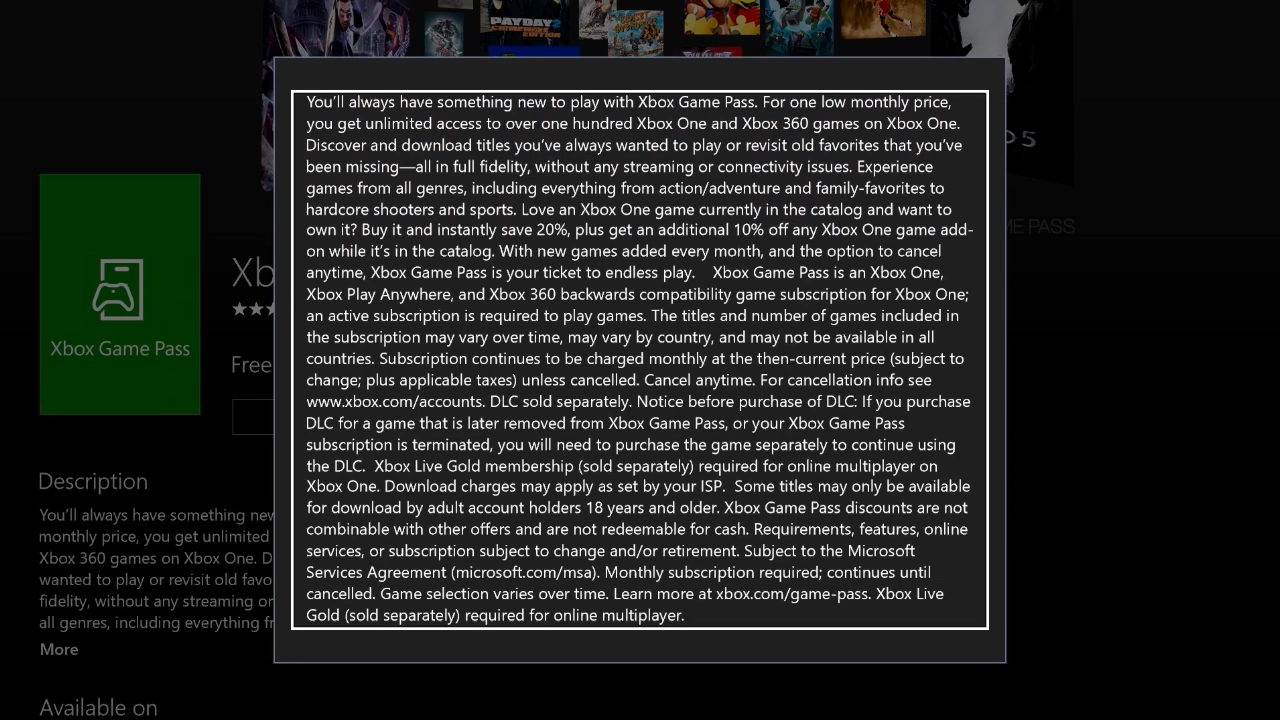 PAYDAY 2
CRIMEWAVE
EDITION
You'll always have something new to play with Xbox Game Pass. For one low monthly price,
you get unlimited access to over one hundred Xbox One and Xbox 360 games on Xbox One.
Discover and download titles you've always wanted to play or revisit old favorites that you've
been missing—all in full fidelity, without any streaming or connectivity issues. Experience
games from all genres, including everything from action/adventure and family-favorites to
hardcore shooters and sports. Love an Xbox One game currently in the catalog and want to
own it? Buy it and instantly save 20%, plus get an additional 10% off any Xbox One game add-
on while it's in the catalog. With new games added every month, and the option to cancel
anytime, Xbox Game Pass is your ticket to endless play.    Xbox Game Pass is an Xbox One,
Xbox Play Anywhere, and Xbox 360 backwards compatibility game subscription for Xbox One;
an active subscription is required to play games. The titles and number of games included in
the subscription may vary over time, may vary by country, and may not be available in all
countries. Subscription continues to be charged monthly at the then-current price (subject to
change; plus applicable taxes) unless cancelled. Cancel anytime. For cancellation info see
www.xbox.com/accounts. DLC sold separately. Notice before purchase of DLC: If you purchase
DLC for a game that is later removed from Xbox Game Pass, or your Xbox Game Pass
subscription is terminated, you will need to purchase the game separately to continue using
the DLC.  Xbox Live Gold membership (sold separately) required for online multiplayer on
Xbox One. Download charges may apply as set by your ISP.  Some titles may only be available
for download by adult account holders 18 years and older. Xbox Game Pass discounts are not
combinable with other offers and are not redeemable for cash. Requirements, features, online
services, or subscription subject to change and/or retirement. Subject to the Microsoft
Services Agreement (microsoft.com/msa). Monthly subscription required; continues until
cancelled. Game selection varies over time. Learn more at xbox.com/game-pass. Xbox Live
Gold (sold separately) required for online multiplayer.
5
ME PASS
Xbox Game Pass
Xb
Free
Description
You'll always have something new
monthly price, you get unlimited
Xbox 360 games on Xbox One. D
wanted to play or revisit old favo
fidelity, without any streaming or
all genres, including everything fr
More
Available on